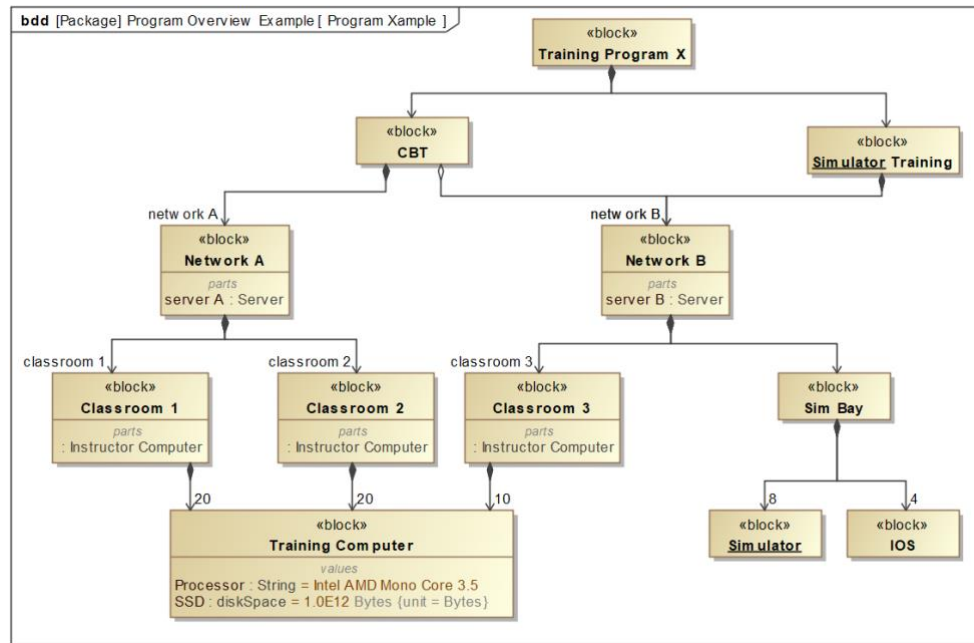 bdd [Package] Program Overview Example [ Program Xample ]
«block»
Training Program X
«block»
CBT
«block»
Simulator Training
network A
network B
«block»
Network A
parts
server A : Server
«block»
Network B
parts
server B : Server
classroom 1
classroom 2
classroom 3
«block»
Classroom 1
parts
: Instructor Computer
«block»
Classroom 2
parts
: Instructor Computer
«block»
Classroom 3
parts
: Instructor Computer
«block»
Sim Bay
20
20
10
8
4
«block»
Training Computer
values
Processor : String = Intel AMD Mono Core 3.5
SSD : diskSpace = 1.0E12 Bytes {unit = Bytes}
«block»
Simulator
«block»
IOS